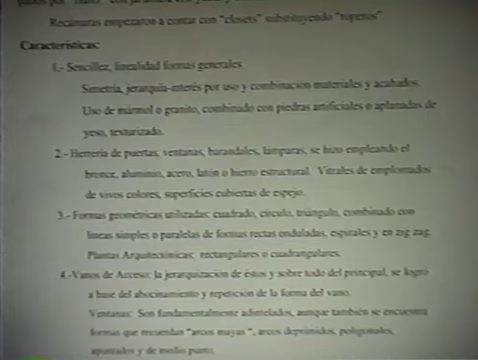 Recámaras empezaron a contar con "closets" substituyendo "roperos".
Características:
1.- Sencillez, linealidad formas generales
Simetría, jerarquía-interés por uso y combinación materiales y acabados.
Uso de mármol o granito, combinado con piedras artificiales o aplanados de
yeso, texturizado.
2.- Herrería de puertas, ventanas, barandales, lámparas, se hizo empleando el
bronce, aluminio, acero, latón o hierro estructural. Vitrales de emplomados
de vivos colores, superficies cubiertas de espejo.
3.- Formas geométricas utilizadas: cuadrado, círculo, triángulo, combinado con
líneas simples o paralelas de formas rectas onduladas, espirales y en zig zag.
Plantas Arquitectónicas: rectangulares o cuadrangulares.
4.-Vanos de Acceso: la jerarquización de éstos y sobre todo del principal, se logró
a base del abocinamiento y repetición de la forma del vano.
Ventanas: Son fundamentalmente adinteladas, aunque también se encuentra
formas que recuerdan "arcos mayas", arcos deprimidos, poligonales,
apuntados y de medio punto.